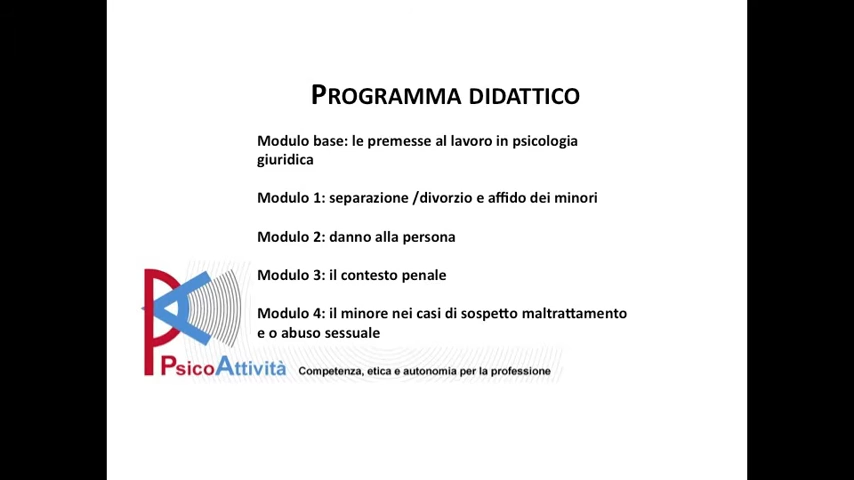 PROGRAMMA DIDATTICO
Modulo base: le premesse al lavoro in psicologia
giuridica
Modulo 1: separazione /divorzio e affido dei minori
Modulo 2: danno alla persona
Modulo 3: il contesto penale
Modulo 4: il minore nei casi di sospetto maltrattamento
e o abuso sessuale
PsicoAttività
Competenza, etica e autonomia per la professione